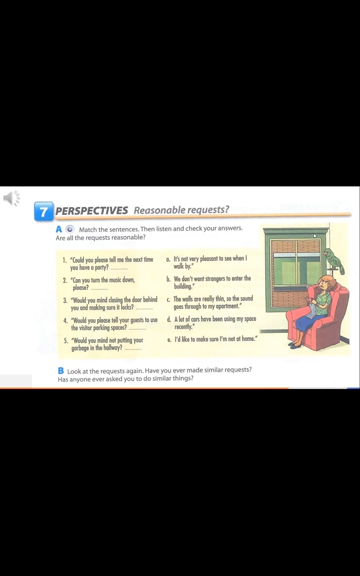 7 PERSPECTIVES Reasonable requests?
A Match the sentences. Then listen and check your answers.
Are all the requests reasonable?
1. "Could you please tell me the next time
you have a party? ..........
2. "Can you turn the music down,
please? ..........
3. "Would you mind closing the door behind
you and making sure it locks? ..........
4. "Would you please tell your guests to use
the visitor parking spaces? ..........
5. "Would you mind not putting your
garbage in the hallway? ..........
a. It's not very pleasant to see when I
walk by."
b. We don't want strangers to enter the
building."
c. The walls are really thin, so the sound
goes through to my apartment."
d. A lot of cars have been using my space
recently."
e. I'd like to make sure I'm not at home."
B Look at the requests again. Have you ever made similar requests?
Has anyone ever asked you to do similar things?